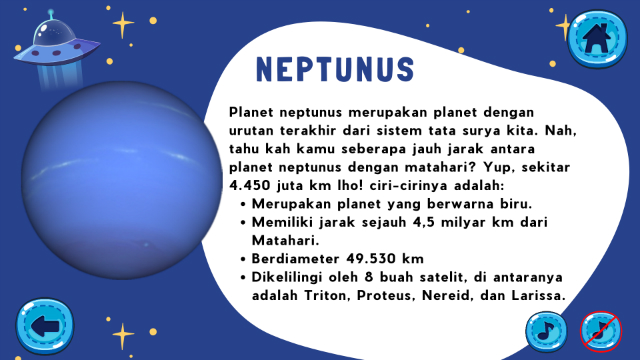 NEPTUNUS
Planet neptunus merupakan planet dengan
urutan terakhir dari sistem tata surya kita. Nah,
tahu kah kamu seberapa jauh jarak antara
planet neptunus dengan matahari? Yup, sekitar
4.450 juta km lho! ciri-cirinya adalah:
• Merupakan planet yang berwarna biru.
• Memiliki jarak sejauh 4,5 milyar km dari
Matahari.
• Berdiameter 49.530 km
• Dikelilingi oleh 8 buah satelit, di antaranya
adalah Triton, Proteus, Nereid, dan Larissa.